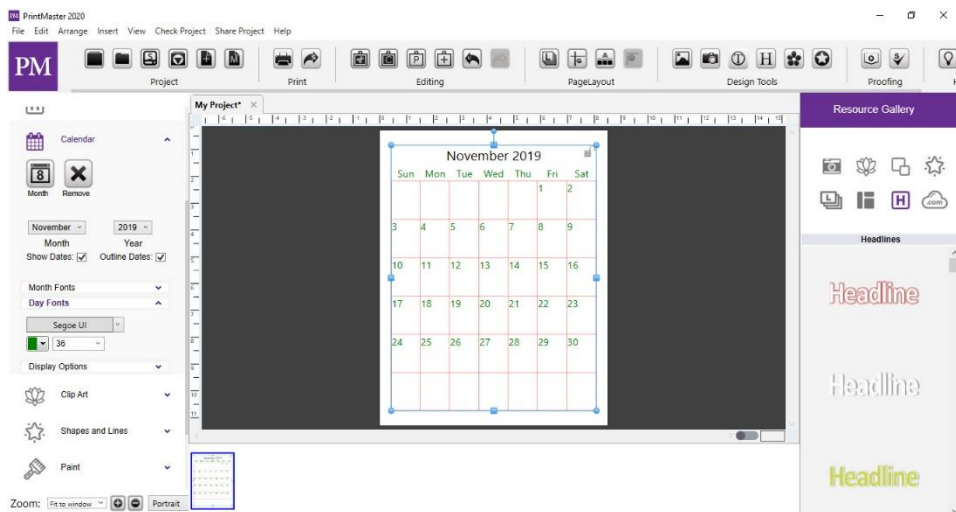 PrintMaster 2020
File Edit Arrange Insert View Check Project Share Project Help
PM
Project
Print
Editing
PageLayout
Design Tools
Proofing
My Project*
Calendar
Month Remove
November 2019
Month Year
Show Dates: Outline Dates:
Month Fonts
Day Fonts
Segoe UI
36
Display Options
Clip Art
Shapes and Lines
Paint
Zoom: Fit to window Portrait
November 2019
Sun Mon Tue Wed Thu Fri Sat
1 2
3 4 5 6 7 8 9
10 11 12 13 14 15 16
17 18 19 20 21 22 23
24 25 26 27 28 29 30
Resource Gallery
.com
Headlines
Headline
Headline
Headline